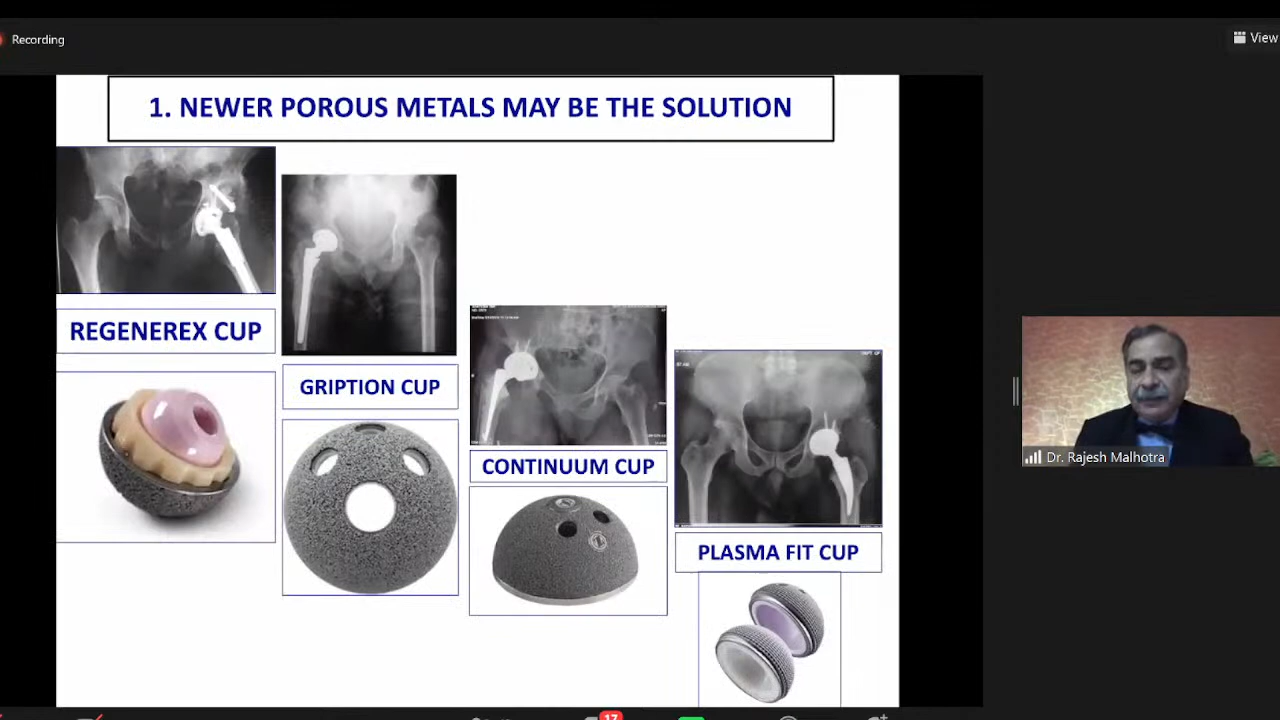 Recording
View
1. NEWER POROUS METALS MAY BE THE SOLUTION
REGENEREX CUP
GRIPTION CUP
CONTINUUM CUP
PLASMA FIT CUP
Dr. Rajesh Malhotra
17